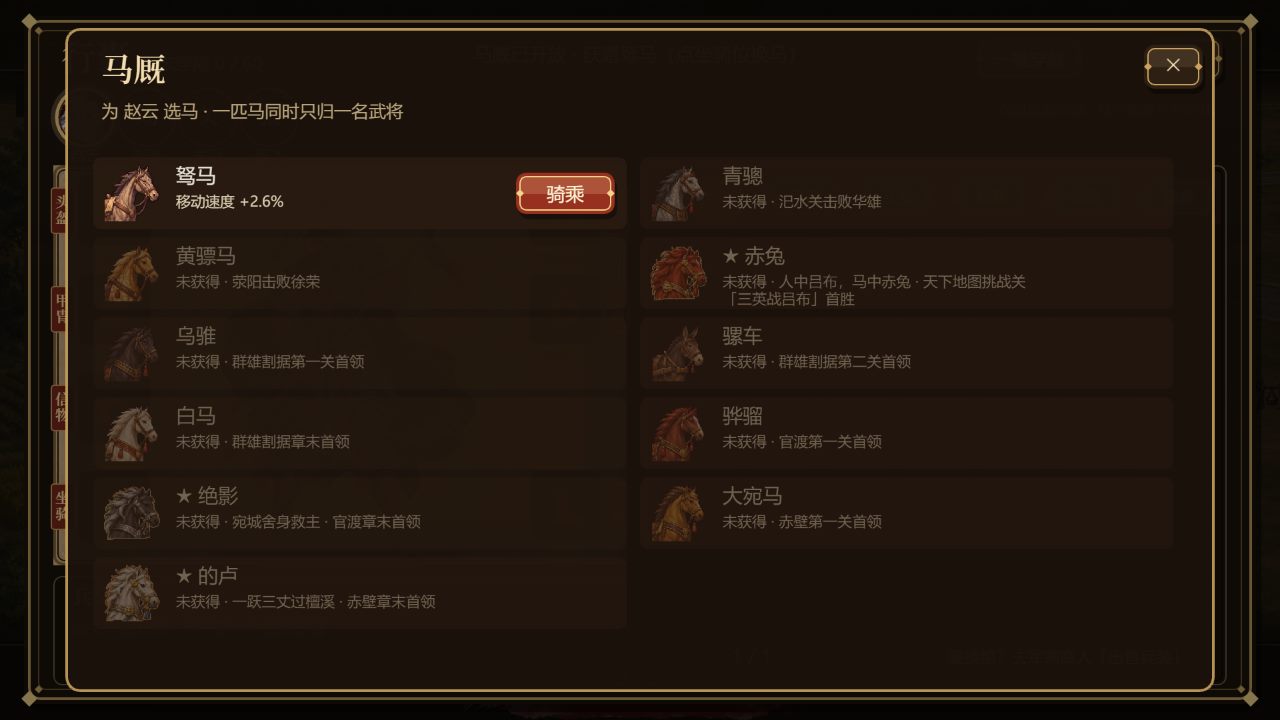 马厩
为 赵云 选马 · 一匹马同时只归一名武将
驽马
移动速度 +2.6%
骑乘
青骢
未获得 · 汜水关击败华雄
黄骠马
未获得 · 荥阳击败徐荣
★ 赤兔
未获得 · 人中吕布，马中赤兔 · 天下地图挑战关
「三英战吕布」首胜
乌骓
未获得 · 群雄割据第一关首领
骡车
未获得 · 群雄割据第二关首领
白马
未获得 · 群雄割据章末首领
骅骝
未获得 · 官渡第一关首领
★ 绝影
未获得 · 宛城舍身救主 · 官渡章末首领
大宛马
未获得 · 赤壁第一关首领
★ 的卢
未获得 · 一跃三丈过檀溪 · 赤壁章末首领
1 / 1